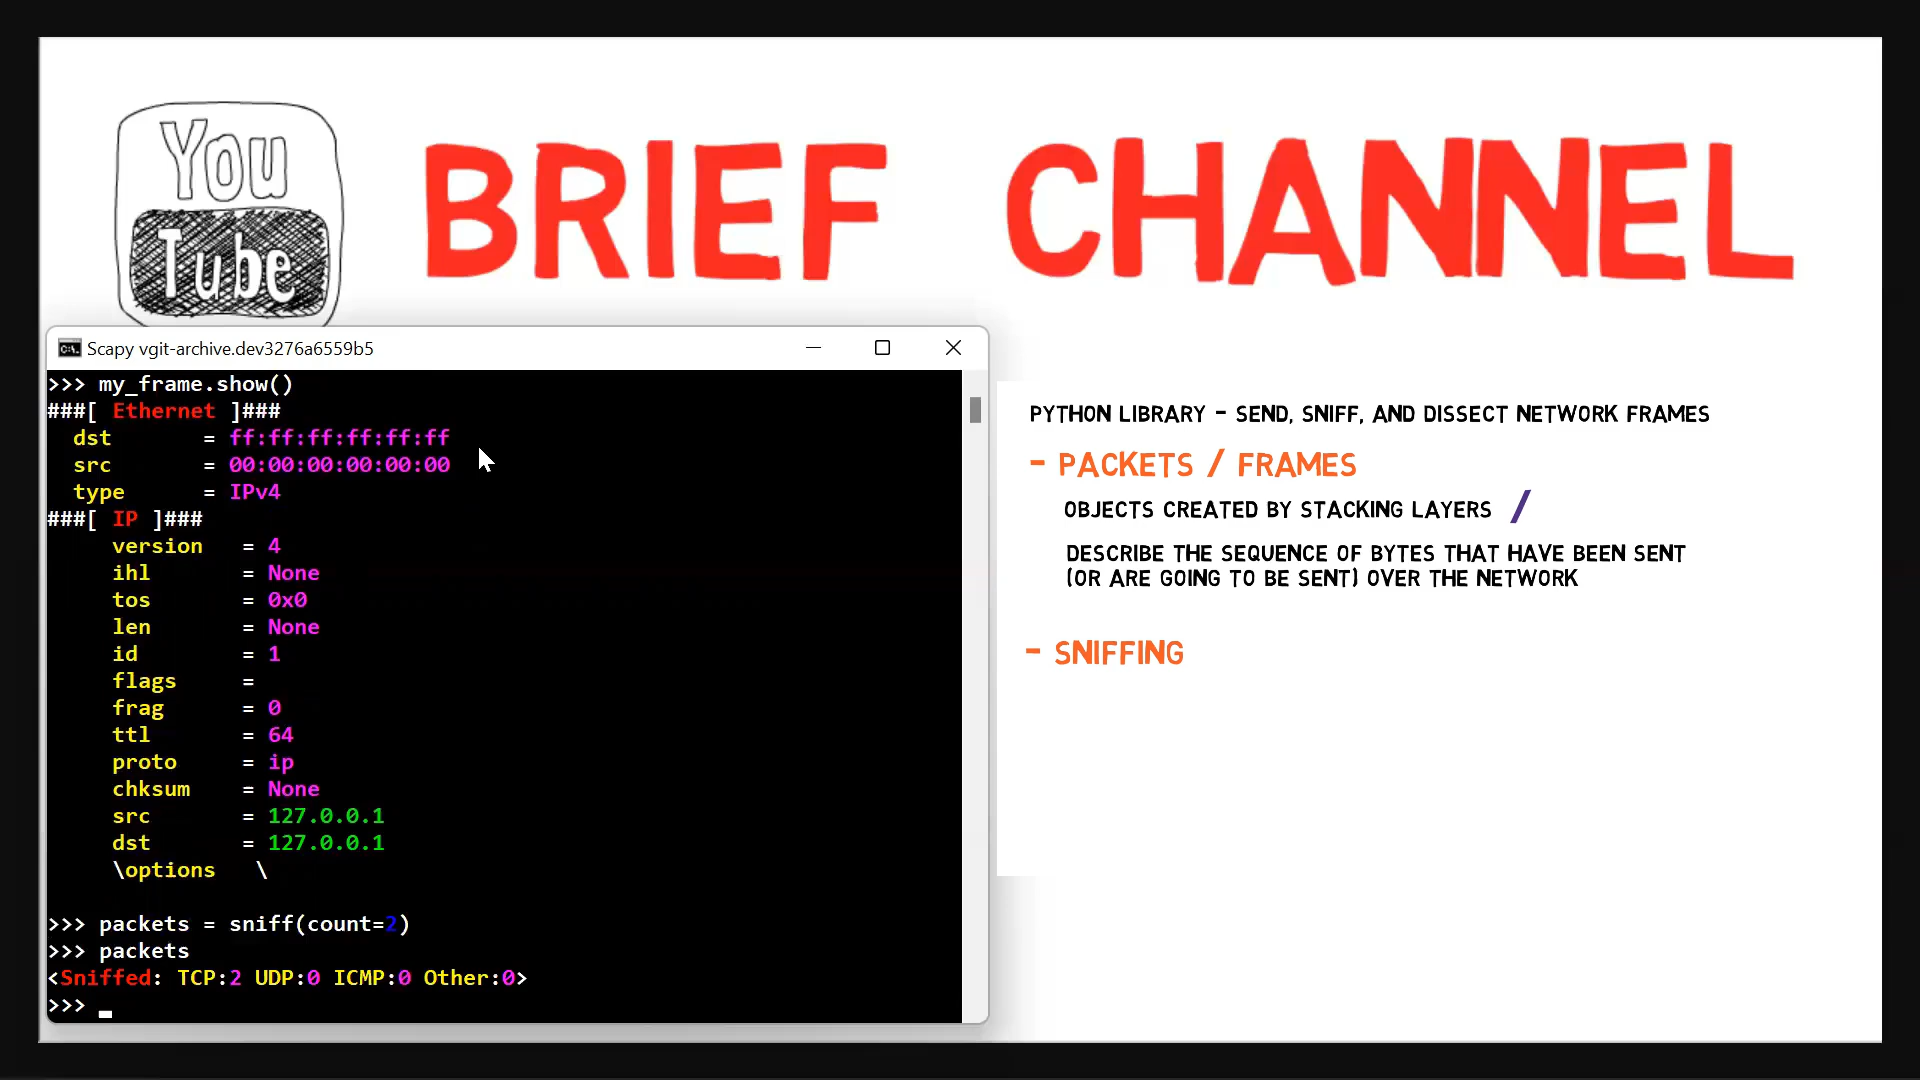 You
Tube
BRIEF CHANNEL
Scapy vgit-archive.dev3276a6559b5
>>> my_frame.show()
###[ Ethernet ]###
  dst       = ff:ff:ff:ff:ff:ff
  src       = 00:00:00:00:00:00
  type      = IPv4
###[ IP ]###
     version   = 4
     ihl       = None
     tos       = 0x0
     len       = None
     id        = 1
     flags     =
     frag      = 0
     ttl       = 64
     proto     = ip
     chksum    = None
     src       = 127.0.0.1
     dst       = 127.0.0.1
     \options   \
>>> packets = sniff(count=2)
>>> packets
<Sniffed: TCP:2 UDP:0 ICMP:0 Other:0>
>>> _
PYTHON LIBRARY - SEND, SNIFF, AND DISSECT NETWORK FRAMES
- PACKETS / FRAMES
OBJECTS CREATED BY STACKING LAYERS /
DESCRIBE THE SEQUENCE OF BYTES THAT HAVE BEEN SENT
(OR ARE GOING TO BE SENT) OVER THE NETWORK
- SNIFFING